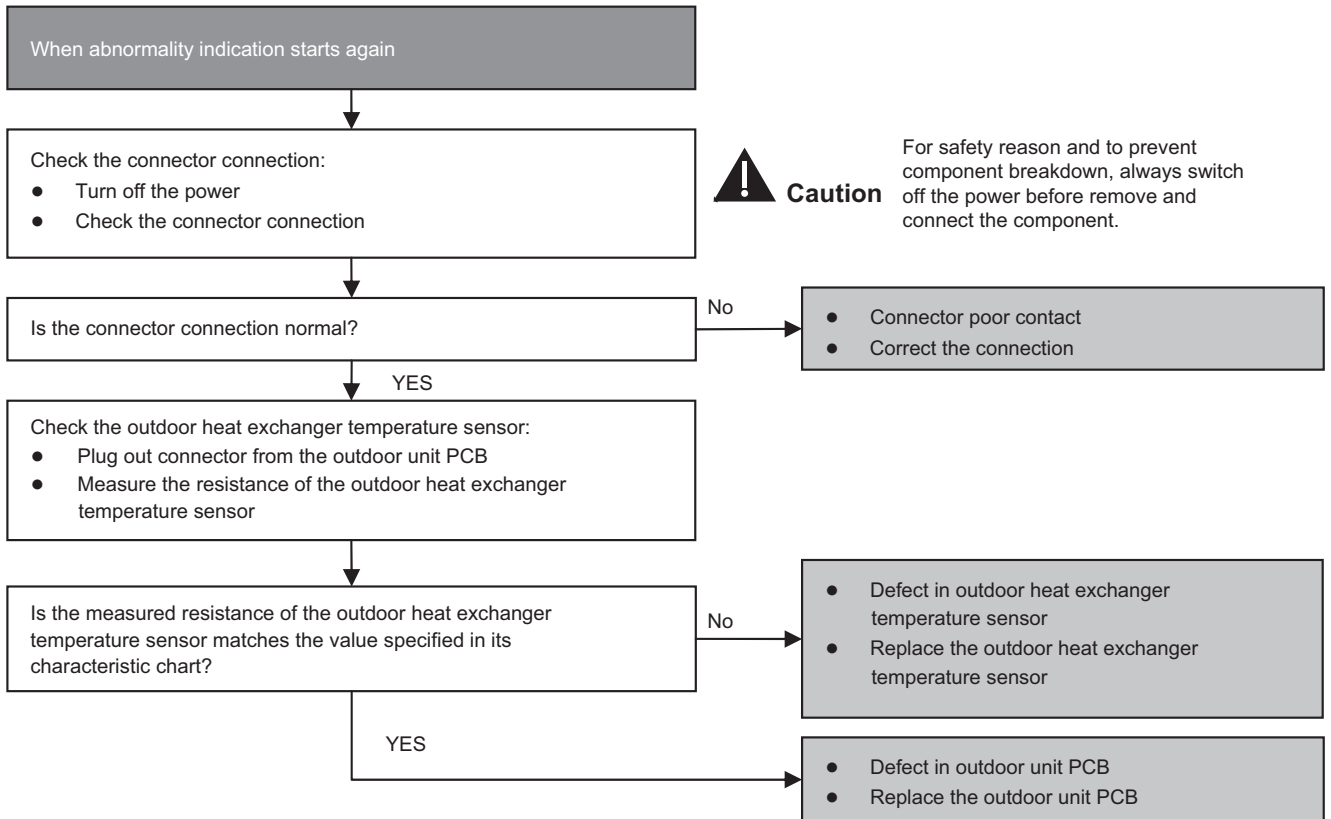 When abnormality indication starts again
Check the connector connection:
● Turn off the power
● Check the connector connection
Caution
For safety reason and to prevent
component breakdown, always switch
off the power before remove and
connect the component.
Is the connector connection normal?
No
● Connector poor contact
● Correct the connection
YES
Check the outdoor heat exchanger temperature sensor:
● Plug out connector from the outdoor unit PCB
● Measure the resistance of the outdoor heat exchanger
temperature sensor
Is the measured resistance of the outdoor heat exchanger
temperature sensor matches the value specified in its
characteristic chart?
No
● Defect in outdoor heat exchanger
temperature sensor
● Replace the outdoor heat exchanger
temperature sensor
YES
● Defect in outdoor unit PCB
● Replace the outdoor unit PCB